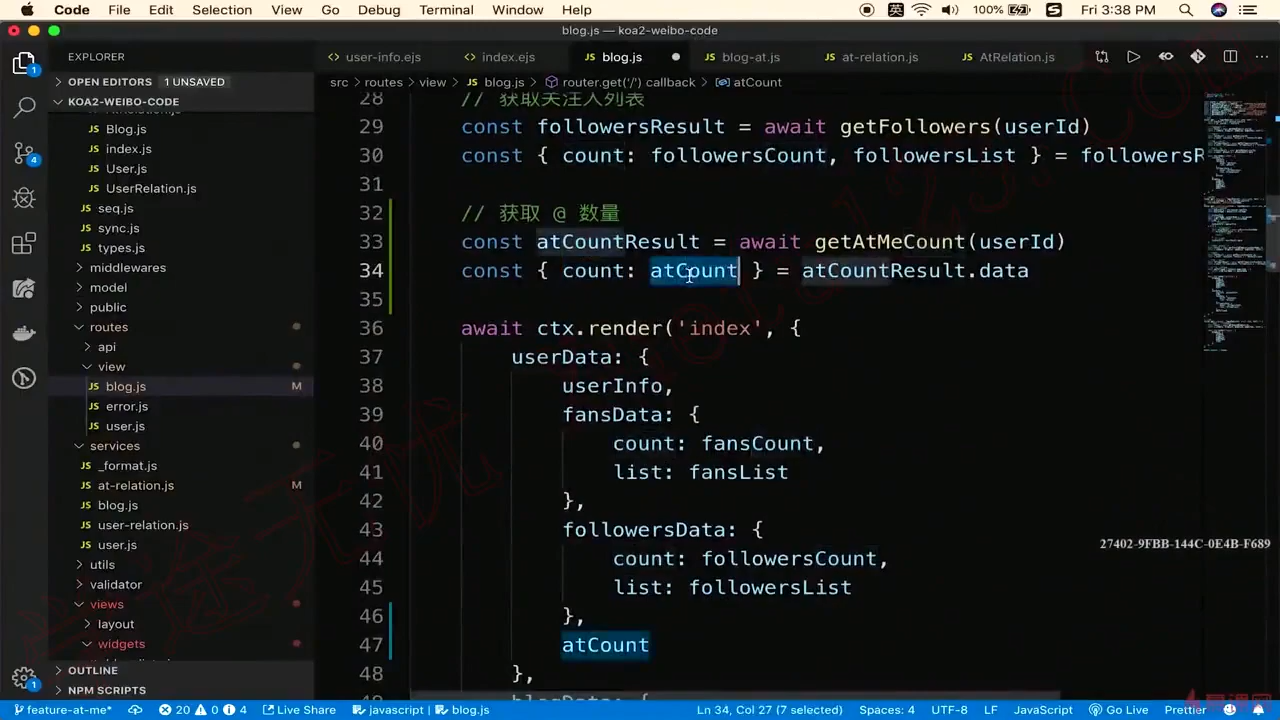 Code File Edit Selection View Go Debug Terminal Window Help 英 100% S Fri 3:38 PM
blog.js — koa2-weibo-code
EXPLORER
user-info.ejs index.ejs blog.js blog-at.js at-relation.js AtRelation.js
OPEN EDITORS 1 UNSAVED
src > routes > view > blog.js > router.get('/') callback > atCount
KOA2-WEIBO-CODE
Blog.js
index.js
User.js
UserRelation.js
seq.js
sync.js
types.js
middlewares
model
public
routes
api
view
blog.js M
error.js
user.js
services
_format.js
at-relation.js M
blog.js
user-relation.js
user.js
utils
validator
views
layout
widgets
OUTLINE
NPM SCRIPTS
28 // 获取关注人列表
29 const followersResult = await getFollowers(userId)
30 const { count: followersCount, followersList } = followersR
31
32 // 获取 @ 数量
33 const atCountResult = await getAtMeCount(userId)
34 const { count: atCount } = atCountResult.data
35
36 await ctx.render('index', {
37 userData: {
38 userInfo,
39 fansData: {
40 count: fansCount,
41 list: fansList
42 },
43 followersData: {
44 count: followersCount,
45 list: followersList
46 },
47 atCount
48 },
27402-9FBB-144C-0E4B-F689
feature-at-me* 20 0 4 Live Share javascript | blog.js Ln 34, Col 27 (7 selected) Spaces: 4 UTF-8 LF JavaScript Go Live Prettier